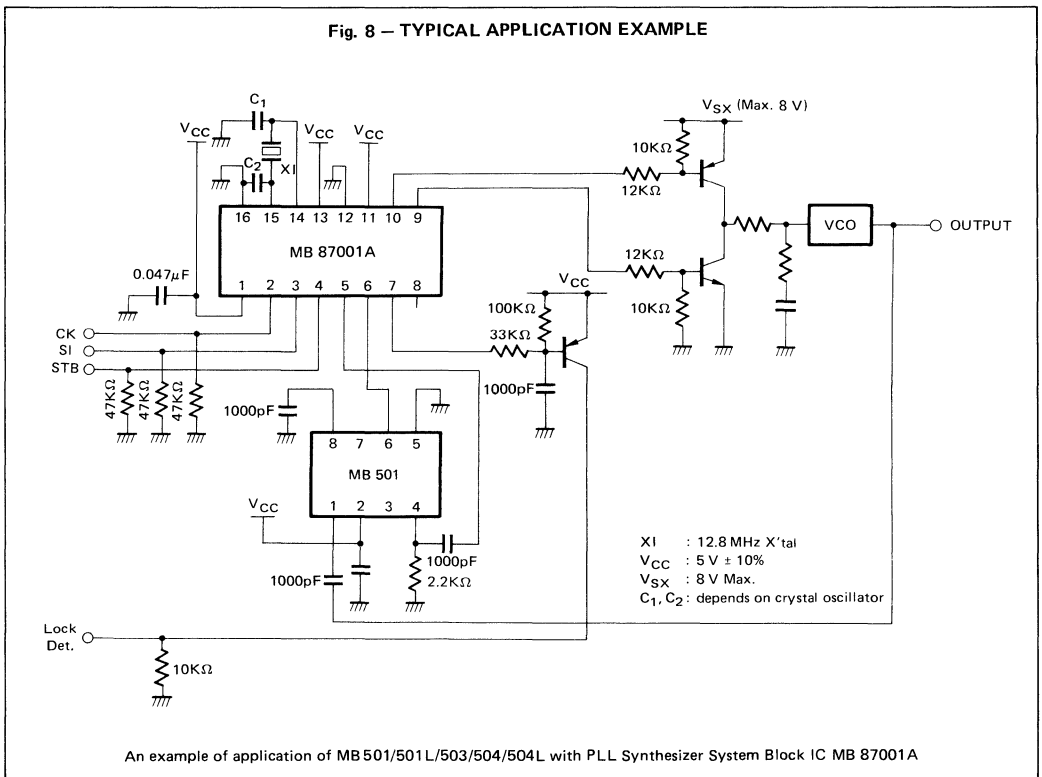 Fig. 8 — TYPICAL APPLICATION EXAMPLE
C1
VCC
VCC
VCC
C2
XI
VSX (Max. 8 V)
10KΩ
12KΩ
16 15 14 13 12 11 10 9
MB 87001A
1 2 3 4 5 6 7 8
VCO
OUTPUT
0.047μF
12KΩ
10KΩ
VCC
100KΩ
33KΩ
1000pF
CK
SI
STB
47KΩ
47KΩ
47KΩ
1000pF
8 7 6 5
MB 501
1 2 3 4
VCC
1000pF
1000pF
2.2KΩ
XI : 12.8 MHz X'tal
VCC : 5 V ± 10%
VSX : 8 V Max.
C1, C2 : depends on crystal oscillator
Lock
Det.
10KΩ
An example of application of MB 501/501L/503/504/504L with PLL Synthesizer System Block IC MB 87001A